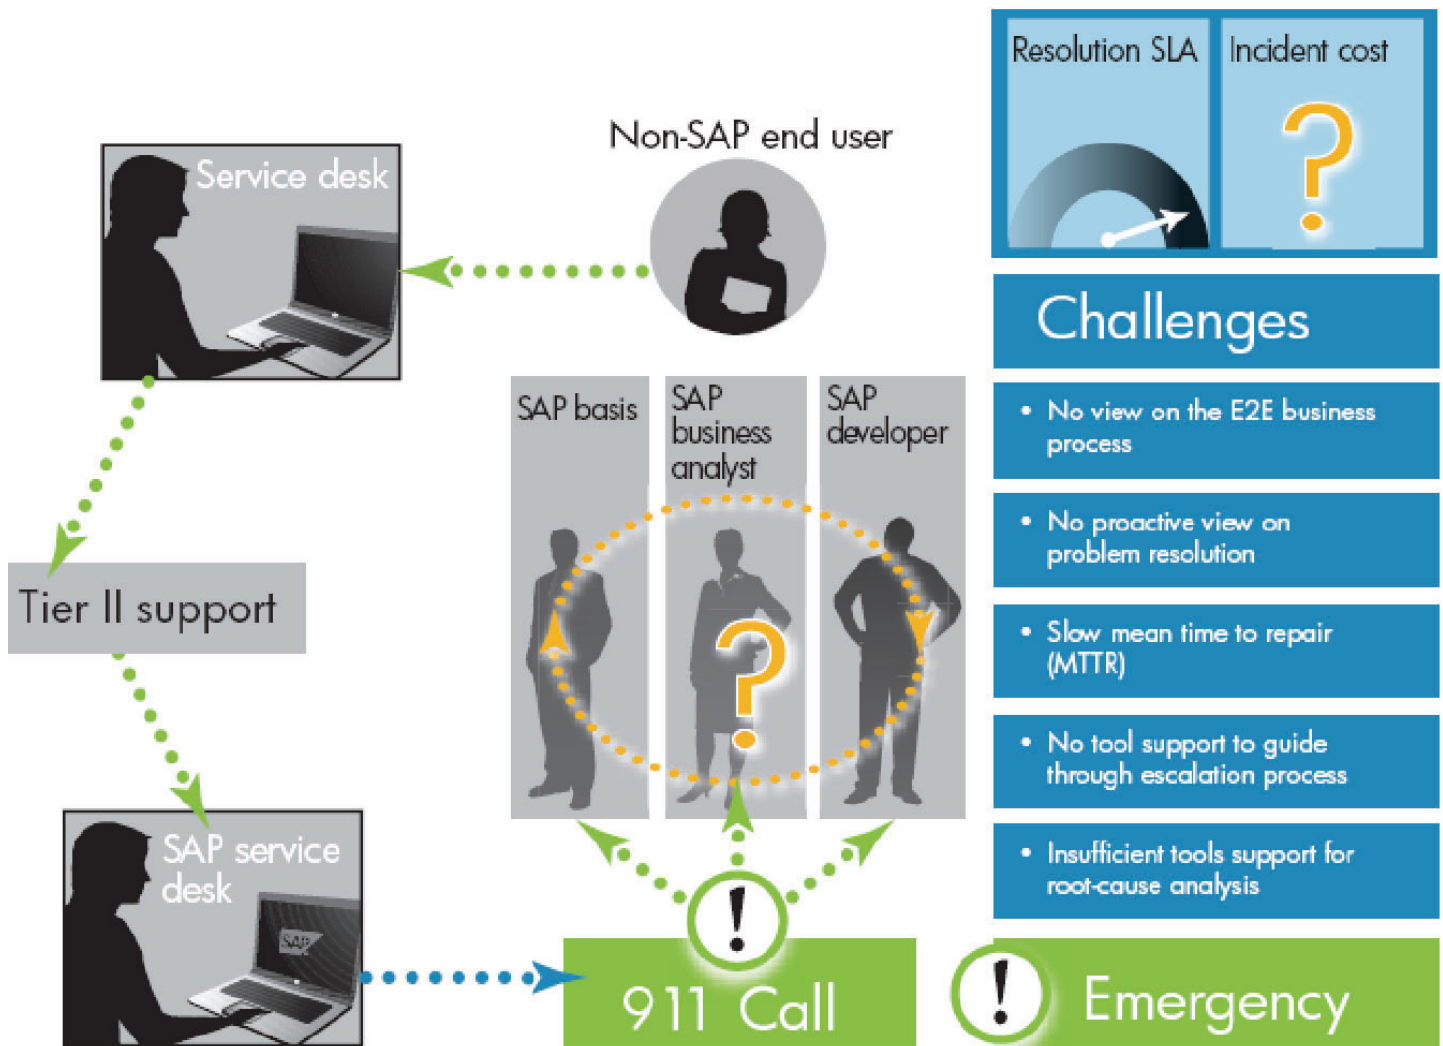 Resolution SLA
Incident cost
?
Non-SAP end user
Service desk
Challenges
SAP basis
SAP
business
analyst
SAP
developer
• No view on the E2E business
process
• No proactive view on
problem resolution
Tier II support
• Slow mean time to repair
(MTTR)
?
• No tool support to guide
through escalation process
SAP service
desk
SAP
• Insufficient tools support for
root-cause analysis
!
911 Call
!
Emergency